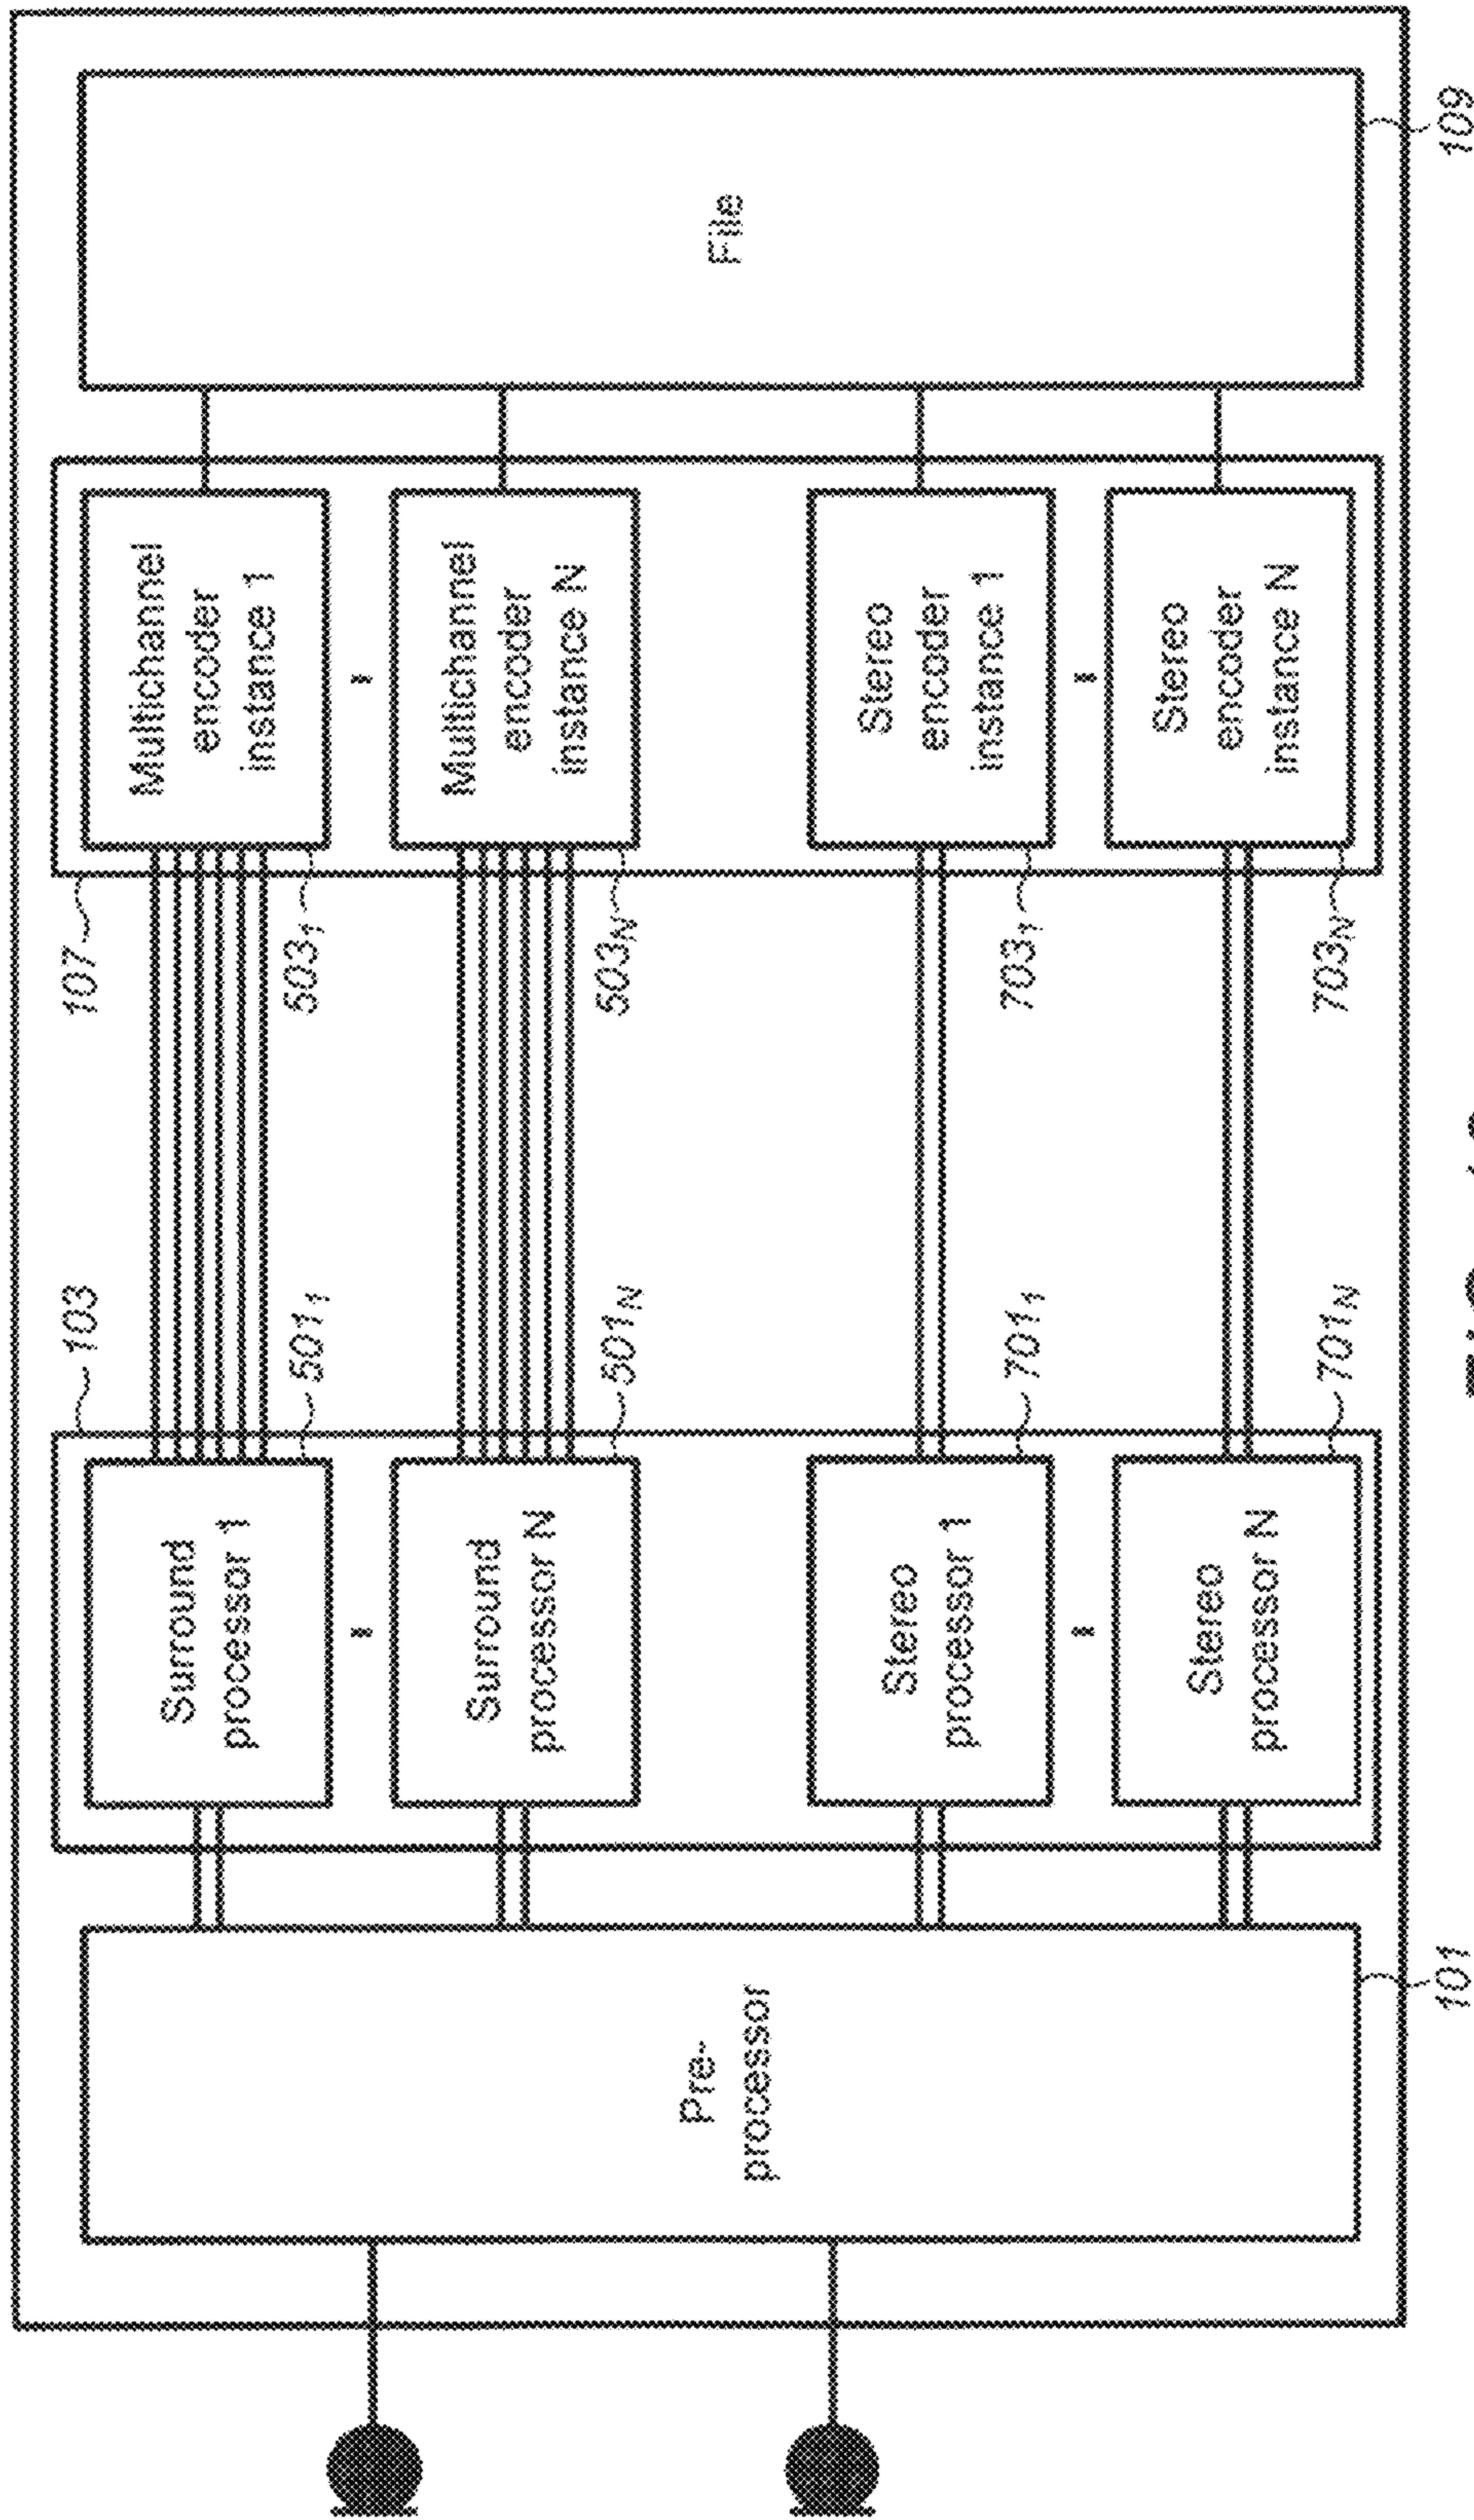 Pre-
processor
101
103
Surround
processor 1
501₁
Surround
processor N
501N
Stereo
processor 1
701₁
Stereo
processor N
701N
107
Multichannel
encoder
instance 1
503₁
Multichannel
encoder
instance N
503N
Stereo
encoder
instance 1
703₁
Stereo
encoder
instance N
703N
File
109